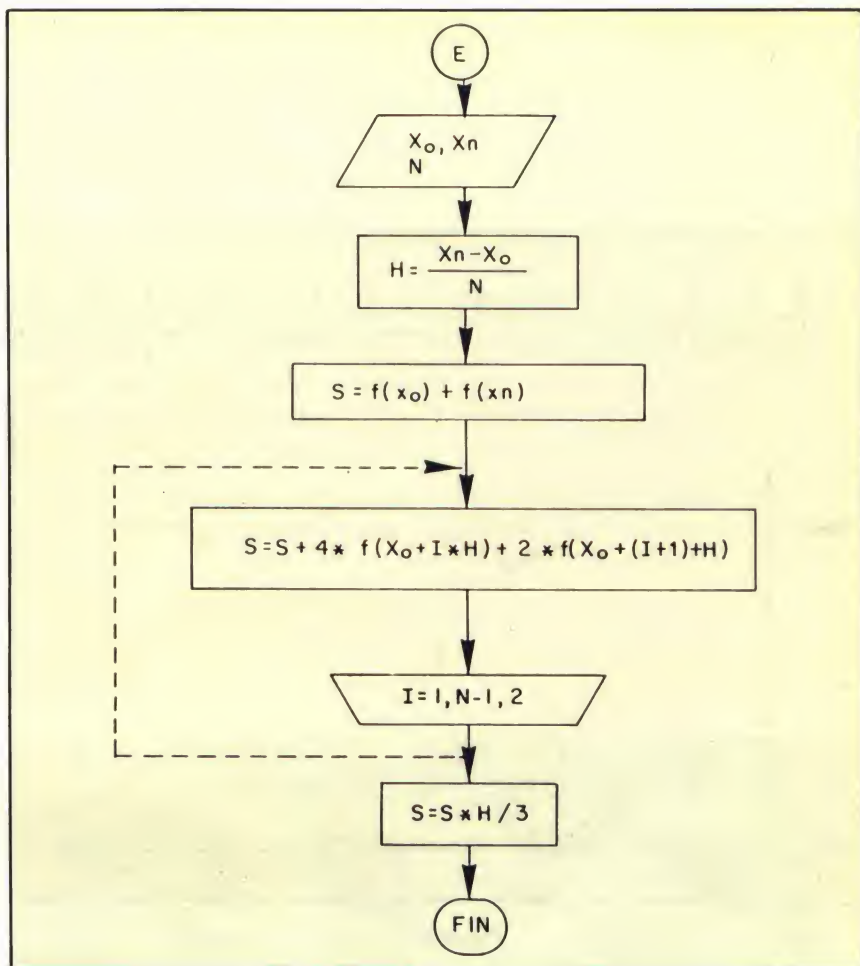 E
Xo, Xn
N
H = Xn-Xo / N
S = f(xo) + f(xn)
S=S+4* f(Xo+I*H)+ 2 *f(Xo+(I+1)+H)
I=1,N-1,2
S=S*H/3
FIN